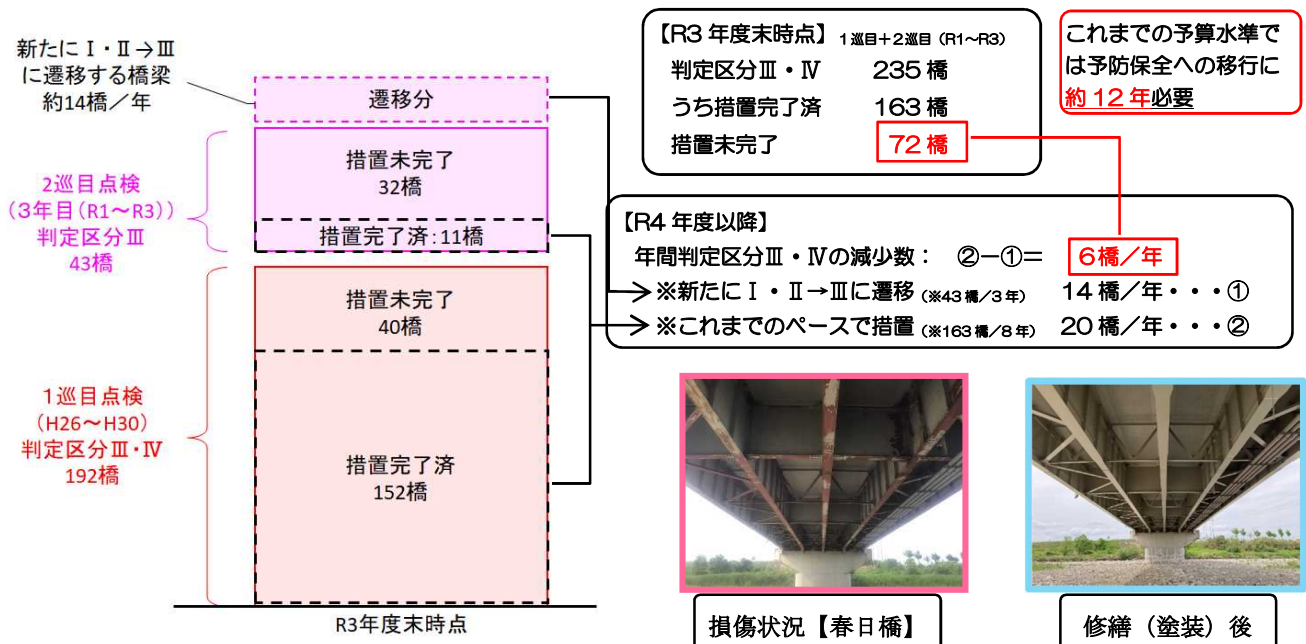 新たにⅠ・Ⅱ→Ⅲ
に遷移する橋梁
約14橋／年
遷移分
措置未完了
32橋
措置完了済：11橋
2巡目点検
（3年目（R1～R3））
判定区分Ⅲ
43橋
措置未完了
40橋
措置完了済
152橋
1巡目点検
（H26～H30）
判定区分Ⅲ・Ⅳ
192橋
R3年度末時点
【R3 年度末時点】 1巡目＋2巡目（R1～R3）
判定区分Ⅲ・Ⅳ 235 橋
うち措置完了済 163 橋
措置未完了 72 橋
これまでの予算水準で
は予防保全への移行に
約 12 年必要
【R4 年度以降】
年間判定区分Ⅲ・Ⅳの減少数： ②－①＝ 6橋／年
※新たにⅠ・Ⅱ→Ⅲに遷移（※43 橋／3 年） 14 橋／年・・・①
※これまでのペースで措置（※163 橋／8 年） 20 橋／年・・・②
損傷状況【春日橋】
修繕（塗装）後